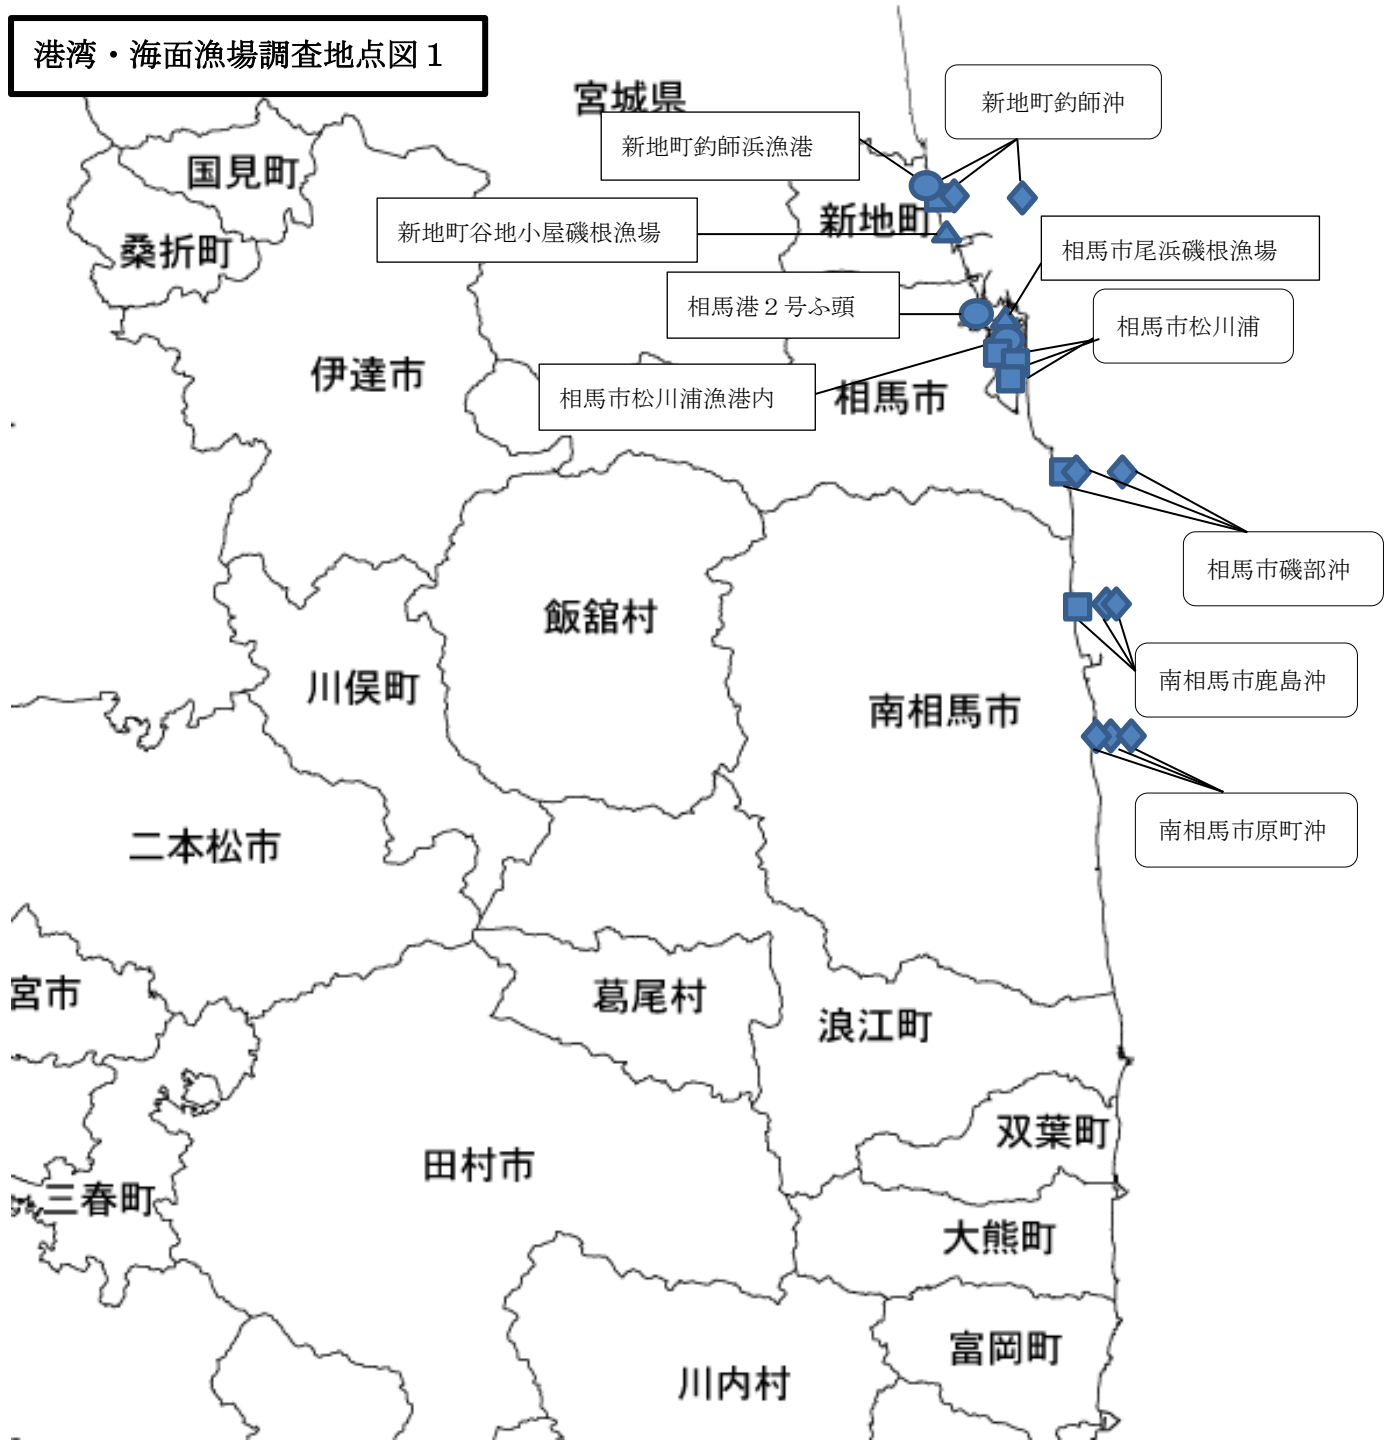 港湾・海面漁場調査地点図１
宮城県
新地町釣師沖
新地町釣師浜漁港
国見町
新地町谷地小屋磯根漁場
新地町
桑折町
相馬市尾浜磯根漁場
相馬港２号ふ頭
相馬市松川浦
伊達市
相馬市松川浦漁港内
相馬市
相馬市磯部沖
飯舘村
川俣町
南相馬市鹿島沖
南相馬市
南相馬市原町沖
二本松市
宮市
葛尾村
浪江町
双葉町
田村市
三春町
大熊町
富岡町
川内村